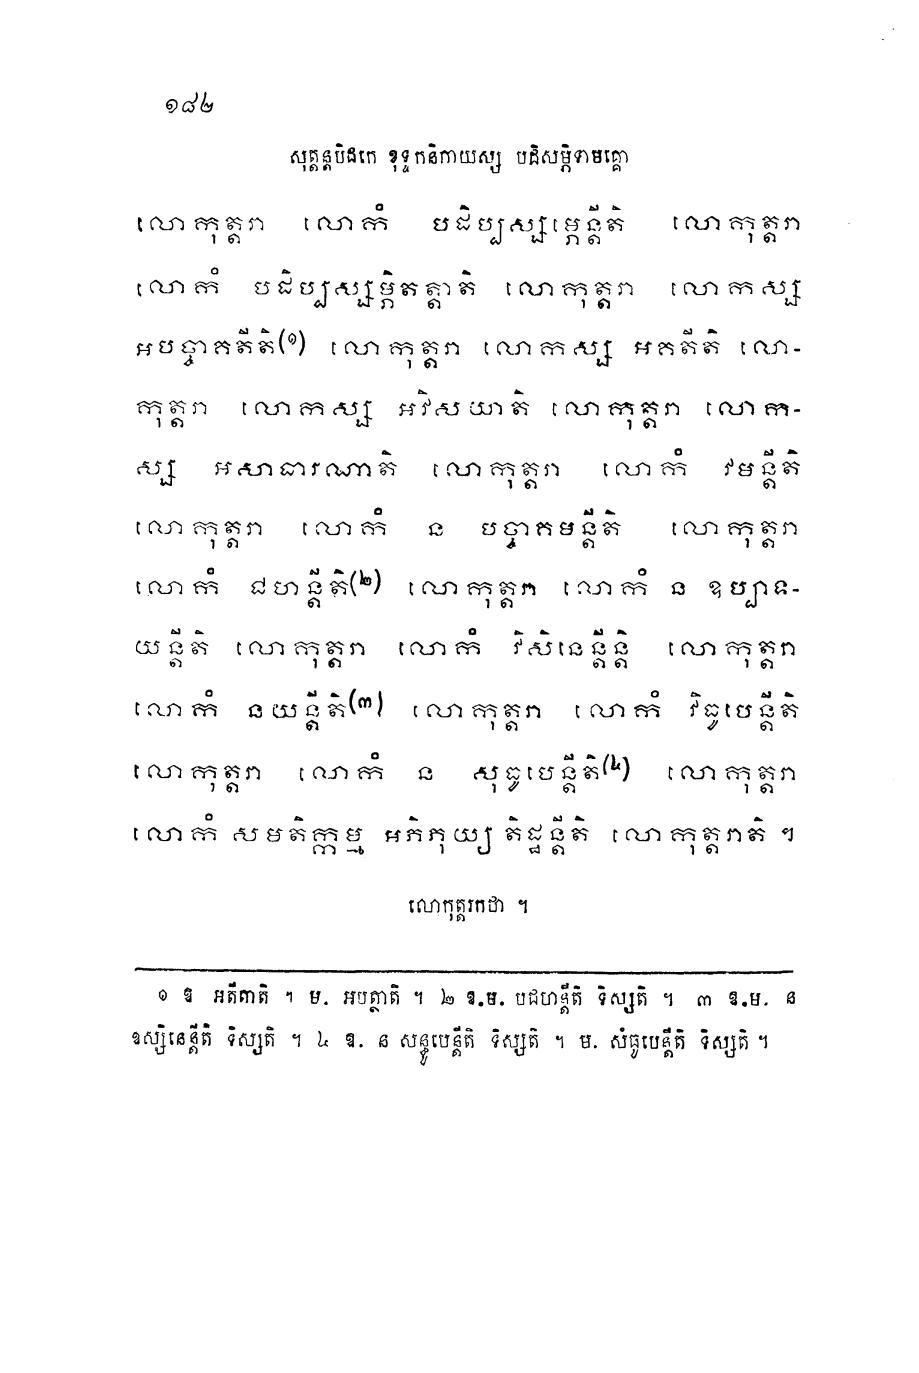 ១៨២
សុត្តន្តបិដកេ ខុទ្ទកនិកាយស្ស បដិសម្ភិទាមគ្គោ
លោកុត្តរា លោកំ បដិប្បស្សម្ភេន្តីតិ លោកុត្តរា
លោកំ បដិប្បស្សម្ភិតត្តាតិ លោកុត្តរា លោកស្ស
អបច្ចាគតីតិ(១) លោកុត្តរា លោកស្ស អគតីតិ លោ-
កុត្តរា លោកស្ស អវិសយាតិ លោកុត្តរា លោក-
ស្ស អសាធារណាតិ លោកុត្តរា លោកំ វមន្តីតិ
លោកុត្តរា លោកំ ន បច្ចាគមន្តីតិ លោកុត្តរា
លោកំ ជហន្តីតិ(២) លោកុត្តរា លោកំ ន ឧប្បាទ-
យន្តីតិ លោកុត្តរា លោកំ វិសិនេន្តីន្តិ លោកុត្តរា
លោកំ នយន្តីតិ(៣) លោកុត្តរា លោកំ វិធូបេន្តីតិ
លោកុត្តរា លោកំ ន សុធូបេន្តីតិ(៤) លោកុត្តរា
លោកំ សមតិក្កម្ម អភិភុយ្យ តិដ្ឋន្តីតិ លោកុត្តរាតិ ។
លោកុត្តរកថា ។
១ ឱ អតីតាតិ ។ ម. អបត្ថាតិ ។ ២ ឱ.ម. បជហន្តីតិ ទិស្សតិ ។ ៣ ឱ.ម. ន
ឧស្សិនេន្តីតិ ទិស្សតិ ។ ៤ ឱ. ន សន្ធូបេន្តីតិ ទិស្សតិ ។ ម. សំធូបេន្តីតិ ទិស្សតិ ។